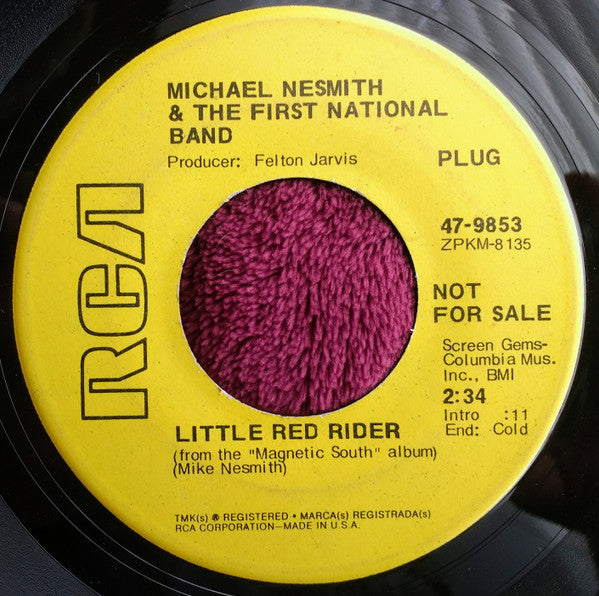 MICHAEL NESMITH
& THE FIRST NATIONAL
BAND
Producer: Felton Jarvis
PLUG
RCA
47-9853
ZPKM-8135
NOT
FOR SALE
Screen Gems-
Columbia Mus.
Inc., BMI
2:34
Intro :11
End: Cold
LITTLE RED RIDER
(from the "Magnetic South" album)
(Mike Nesmith)
TMK(s) ® REGISTERED • MARCA(s) REGISTRADA(s)
RCA CORPORATION—MADE IN U.S.A.